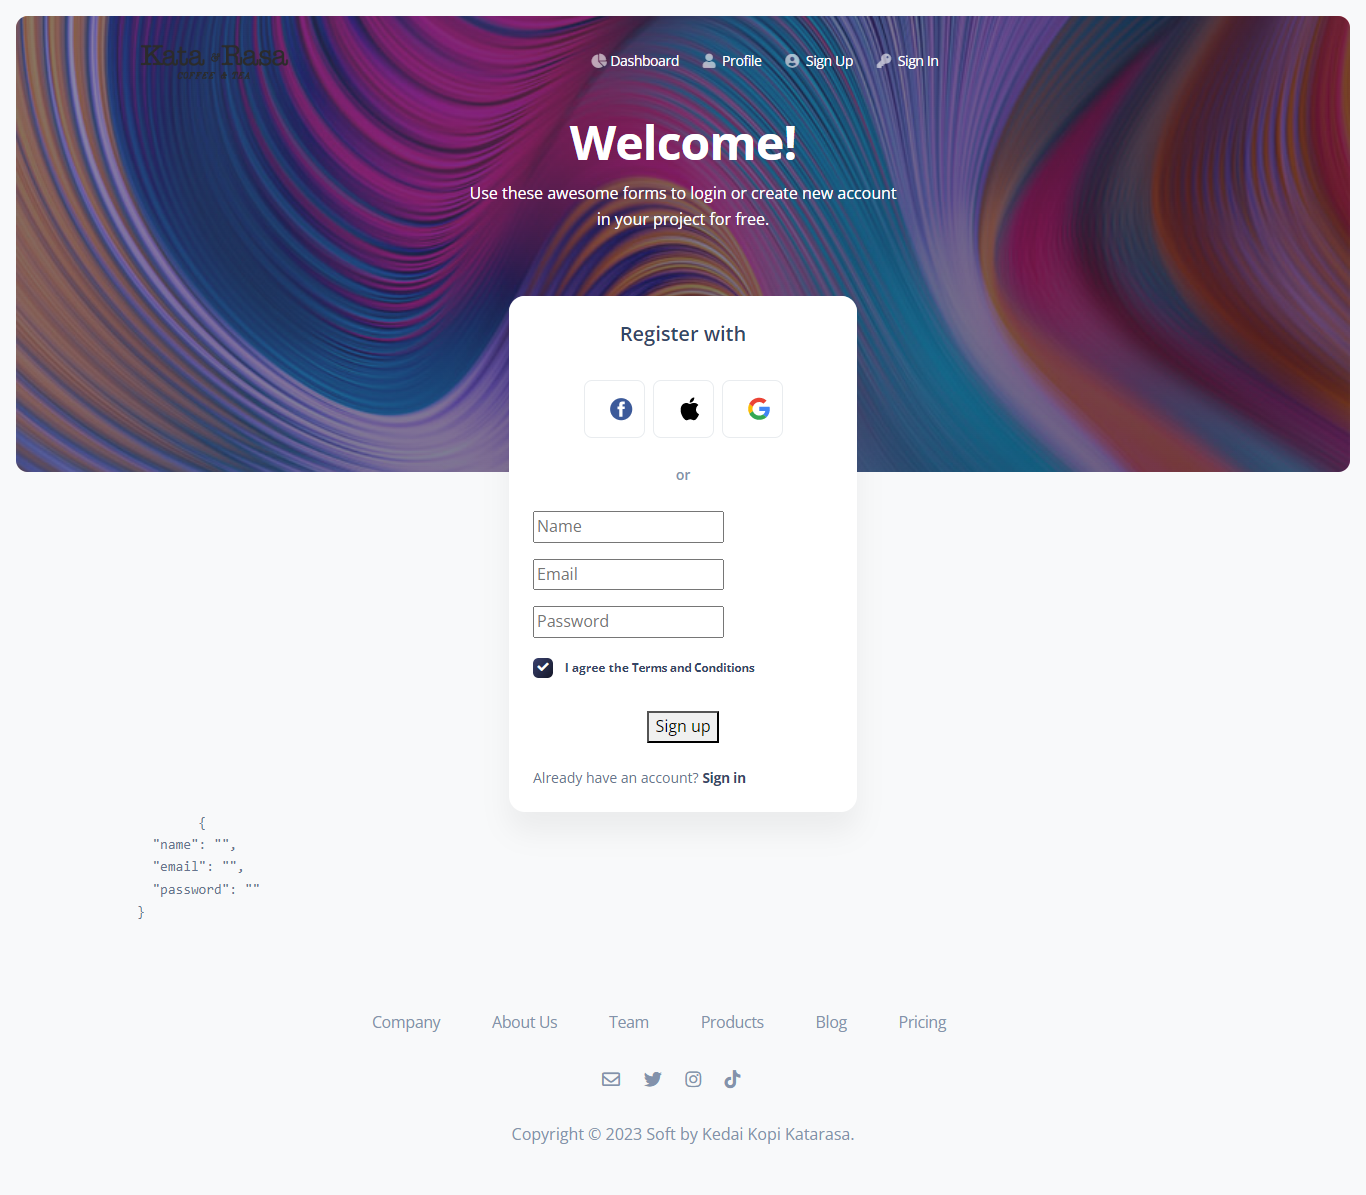 Kata Rasa
COFFEE & TEA
Dashboard
Profile
Sign Up
Sign In
Welcome!
Use these awesome forms to login or create new account
in your project for free.
Register with
or
Name
Email
Password
I agree the Terms and Conditions
Sign up
Already have an account? Sign in
{
"name": "",
"email": "",
"password": ""
}
Company
About Us
Team
Products
Blog
Pricing
Copyright © 2023 Soft by Kedai Kopi Katarasa.